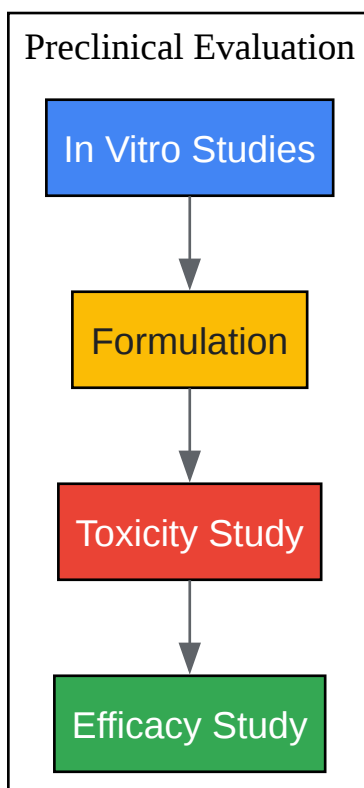 Preclinical Evaluation
In Vitro Studies
Formulation
Toxicity Study
Efficacy Study